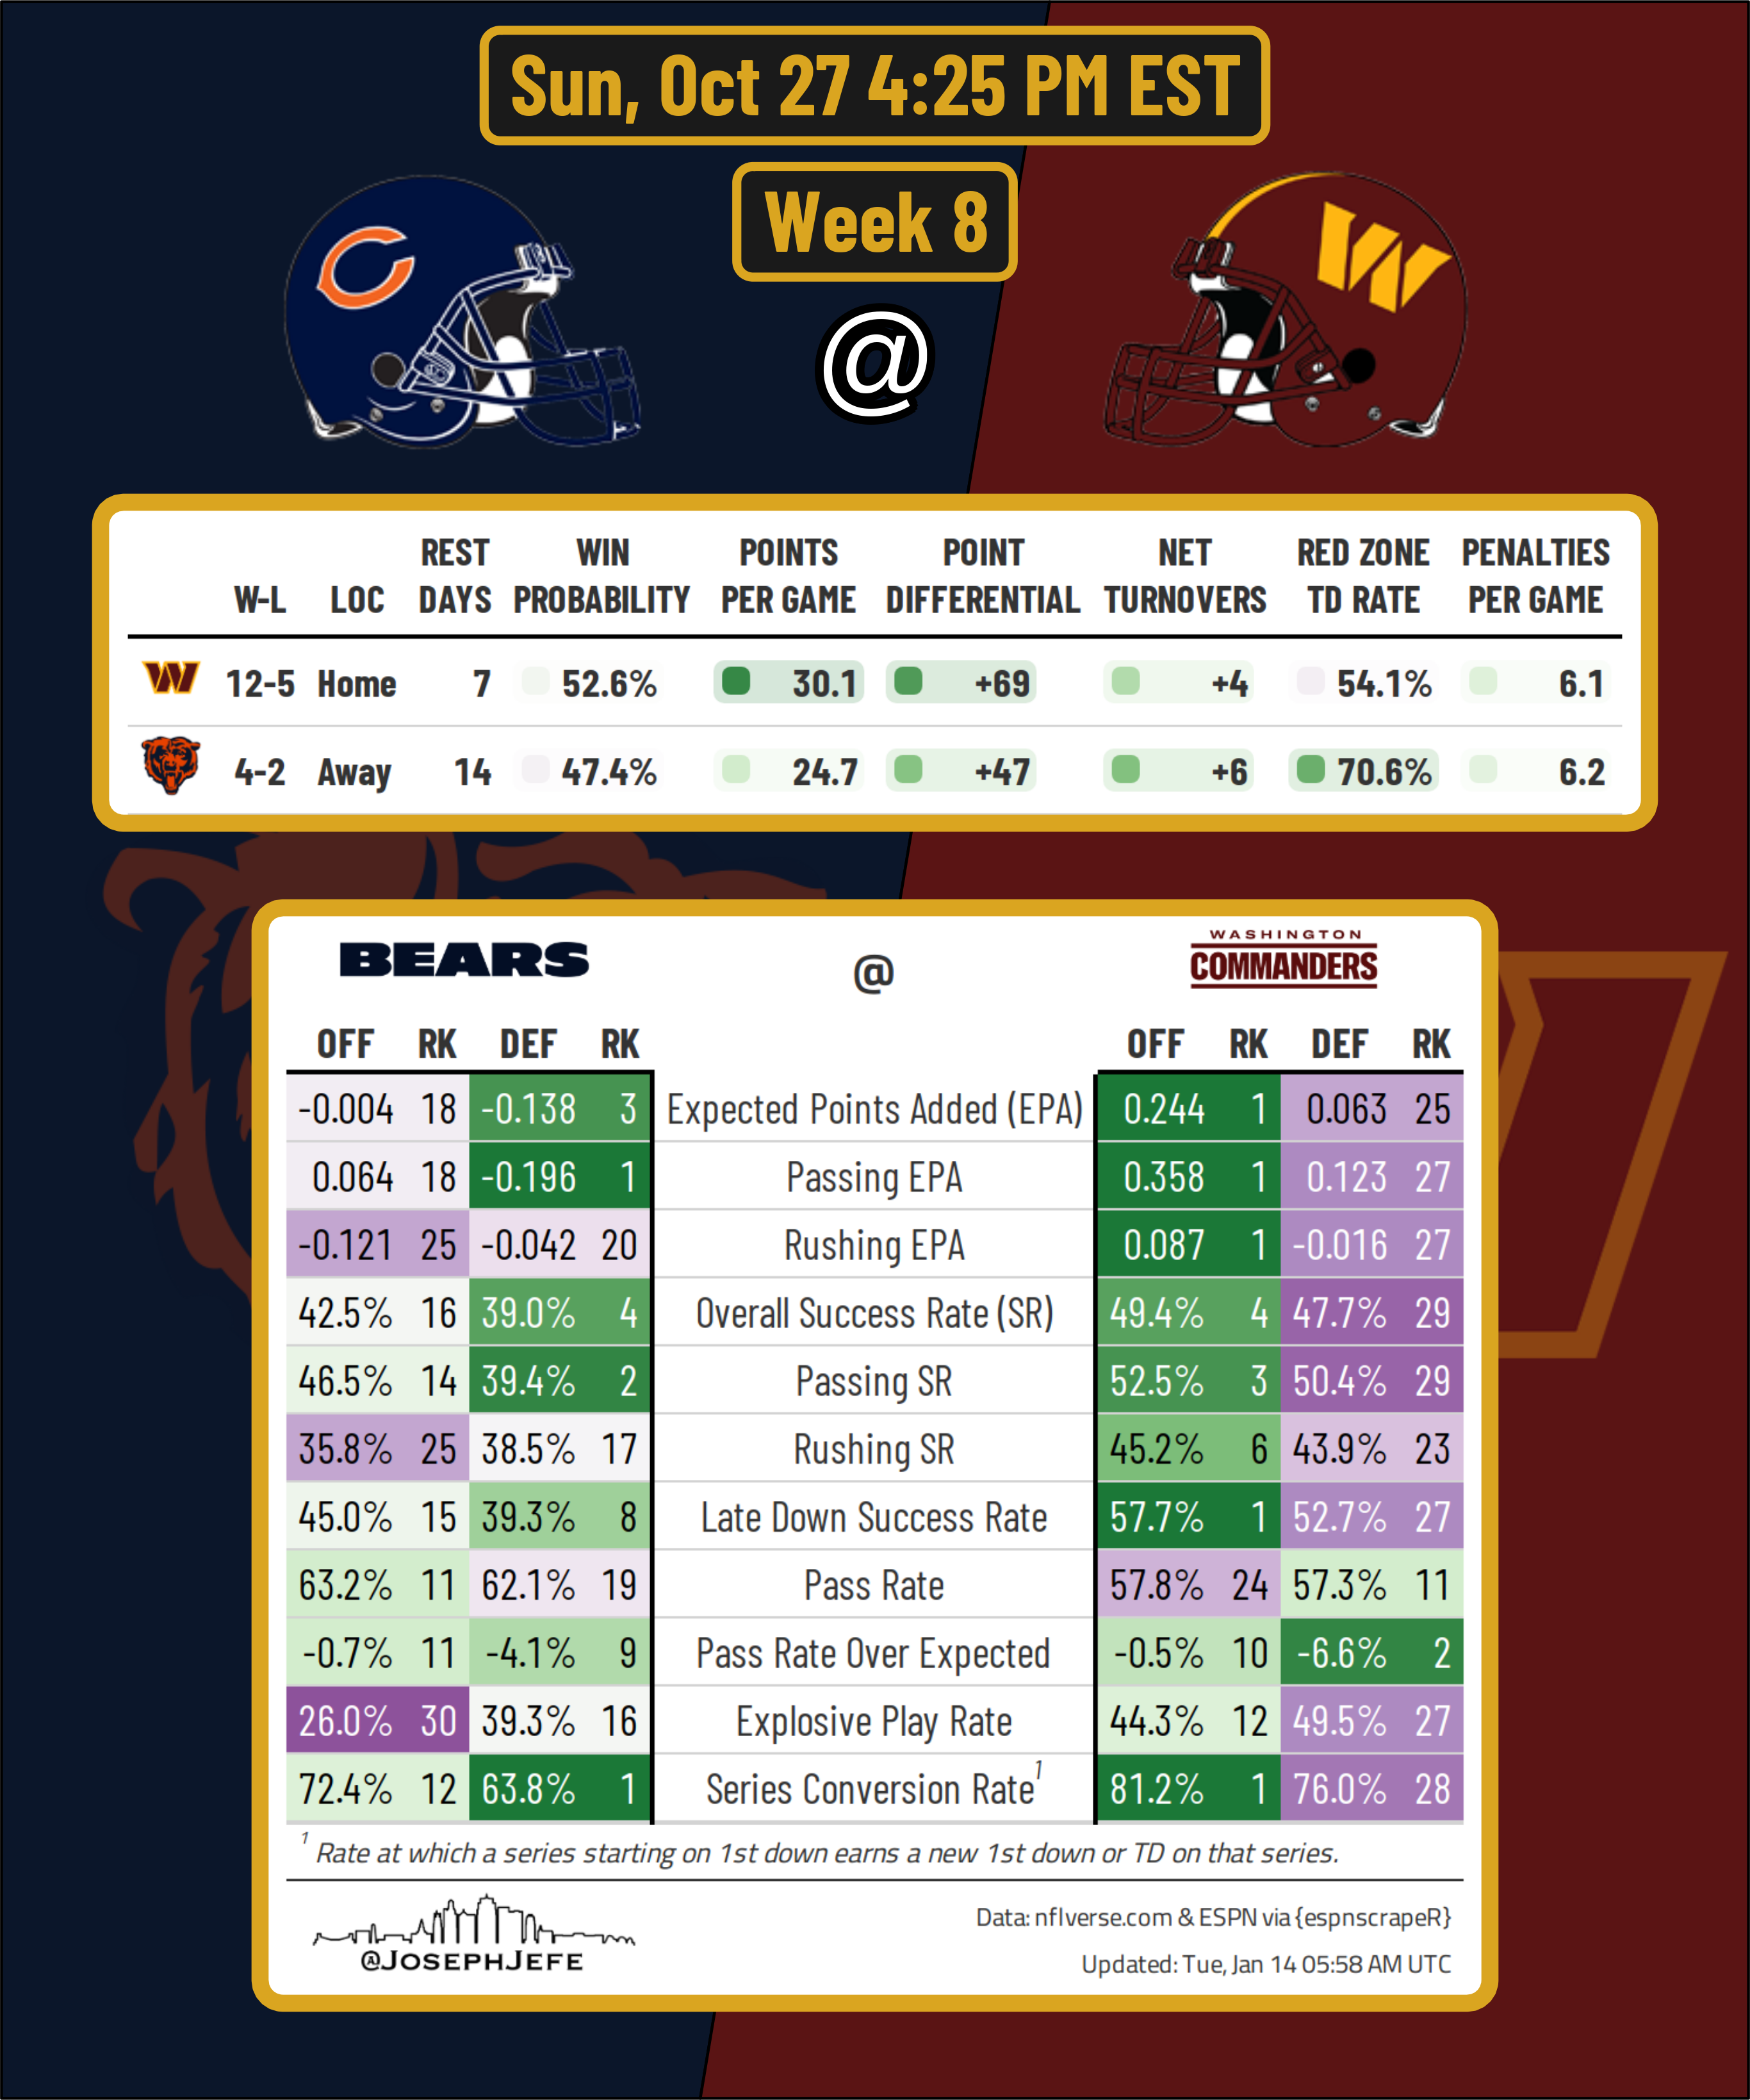 Sun, Oct 27 4:25 PM EST
Week 8
@
W-L LOC REST DAYS WIN PROBABILITY POINTS PER GAME POINT DIFFERENTIAL NET TURNOVERS RED ZONE TD RATE PENALTIES PER GAME
W 12-5 Home 7 52.6% 30.1 +69 +4 54.1% 6.1
4-2 Away 14 47.4% 24.7 +47 +6 70.6% 6.2
BEARS @ WASHINGTON COMMANDERS
OFF RK DEF RK OFF RK DEF RK
-0.004 18 -0.138 3 Expected Points Added (EPA) 0.244 1 0.063 25
0.064 18 -0.196 1 Passing EPA 0.358 1 0.123 27
-0.121 25 -0.042 20 Rushing EPA 0.087 1 -0.016 27
42.5% 16 39.0% 4 Overall Success Rate (SR) 49.4% 4 47.7% 29
46.5% 14 39.4% 2 Passing SR 52.5% 3 50.4% 29
35.8% 25 38.5% 17 Rushing SR 45.2% 6 43.9% 23
45.0% 15 39.3% 8 Late Down Success Rate 57.7% 1 52.7% 27
63.2% 11 62.1% 19 Pass Rate 57.8% 24 57.3% 11
-0.7% 11 -4.1% 9 Pass Rate Over Expected -0.5% 10 -6.6% 2
26.0% 30 39.3% 16 Explosive Play Rate 44.3% 12 49.5% 27
72.4% 12 63.8% 1 Series Conversion Rate1 81.2% 1 76.0% 28
1 Rate at which a series starting on 1st down earns a new 1st down or TD on that series.
@JOSEPHJEFE
Data: nflverse.com & ESPN via {espnscrapeR}
Updated: Tue, Jan 14 05:58 AM UTC